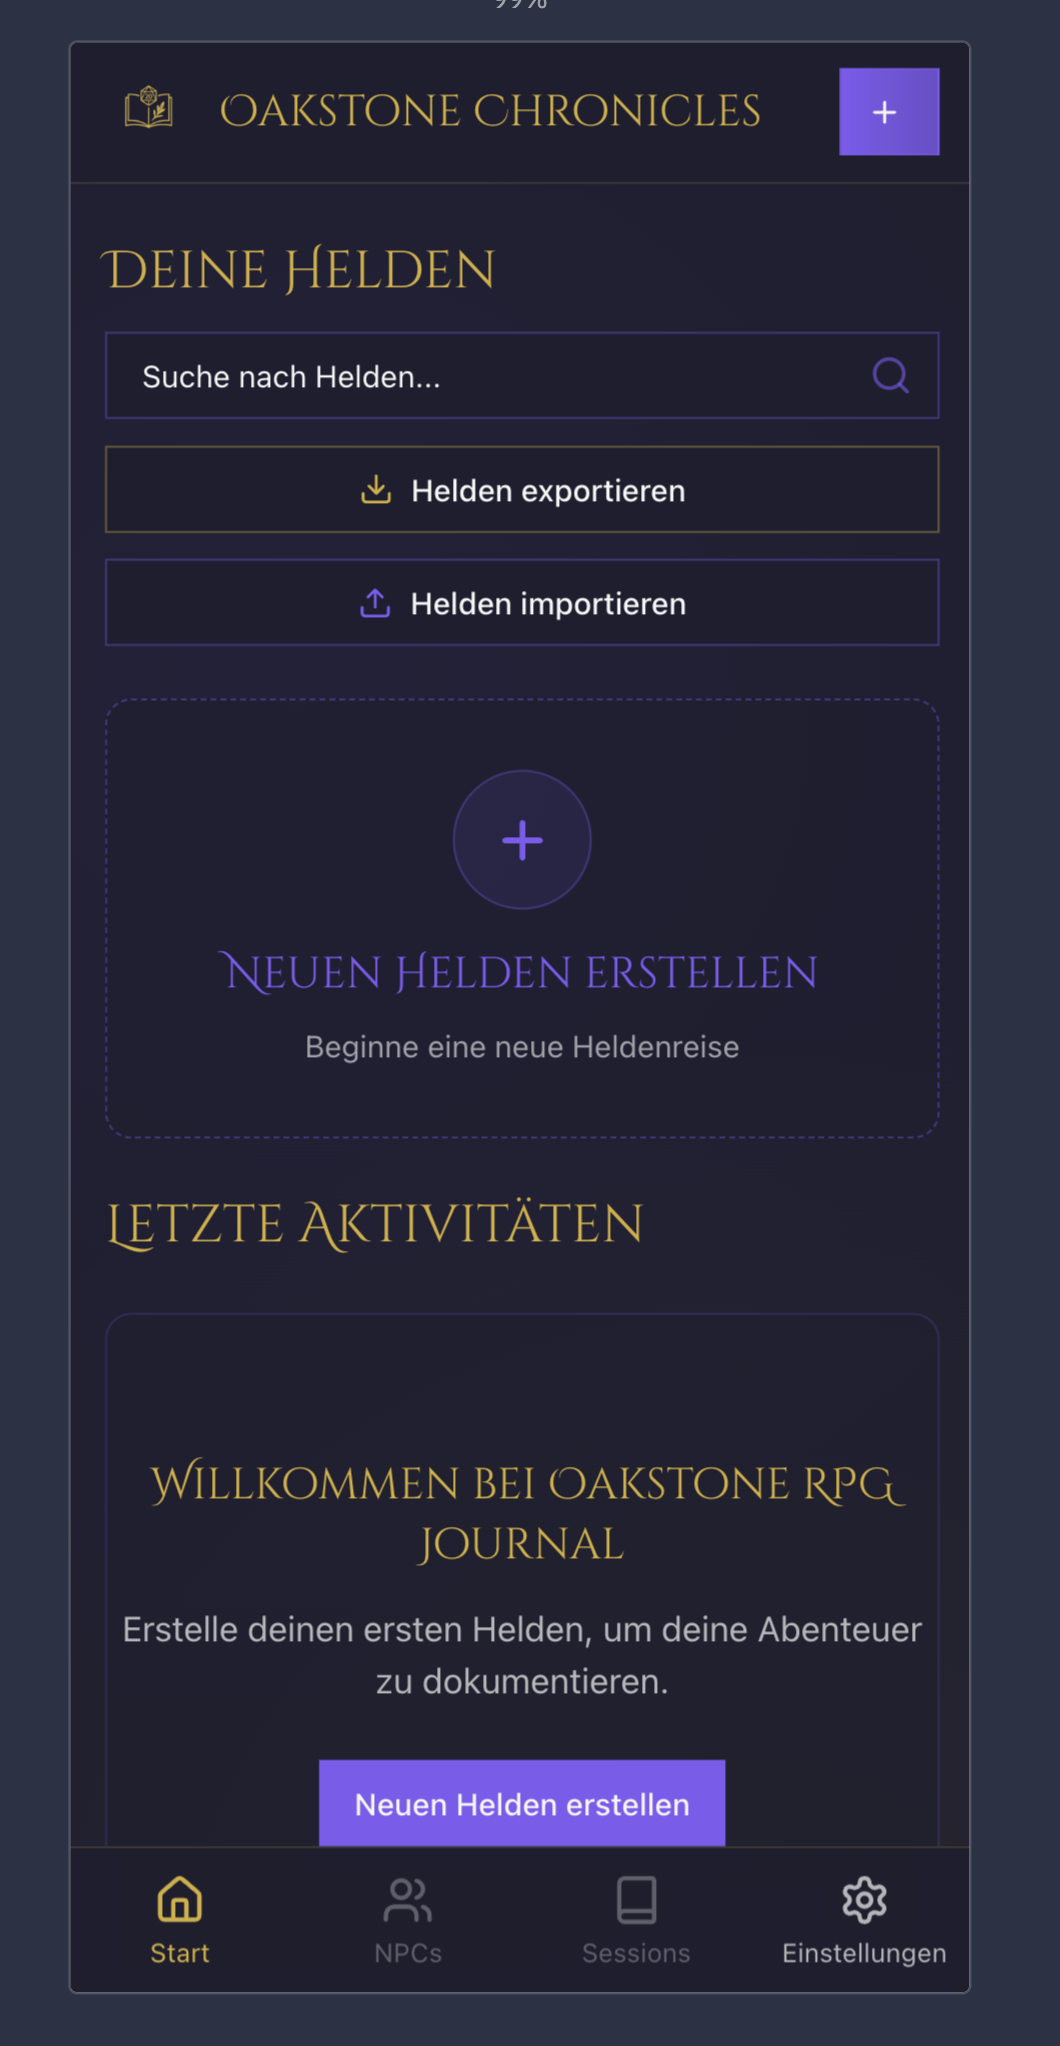 99%
Oakstone Chronicles
Deine Helden
Suche nach Helden...
Helden exportieren
Helden importieren
Neuen Helden erstellen
Beginne eine neue Heldenreise
Letzte Aktivitäten
Willkommen bei Oakstone RPG
Journal
Erstelle deinen ersten Helden, um deine Abenteuer
zu dokumentieren.
Neuen Helden erstellen
Start
NPCs
Sessions
Einstellungen